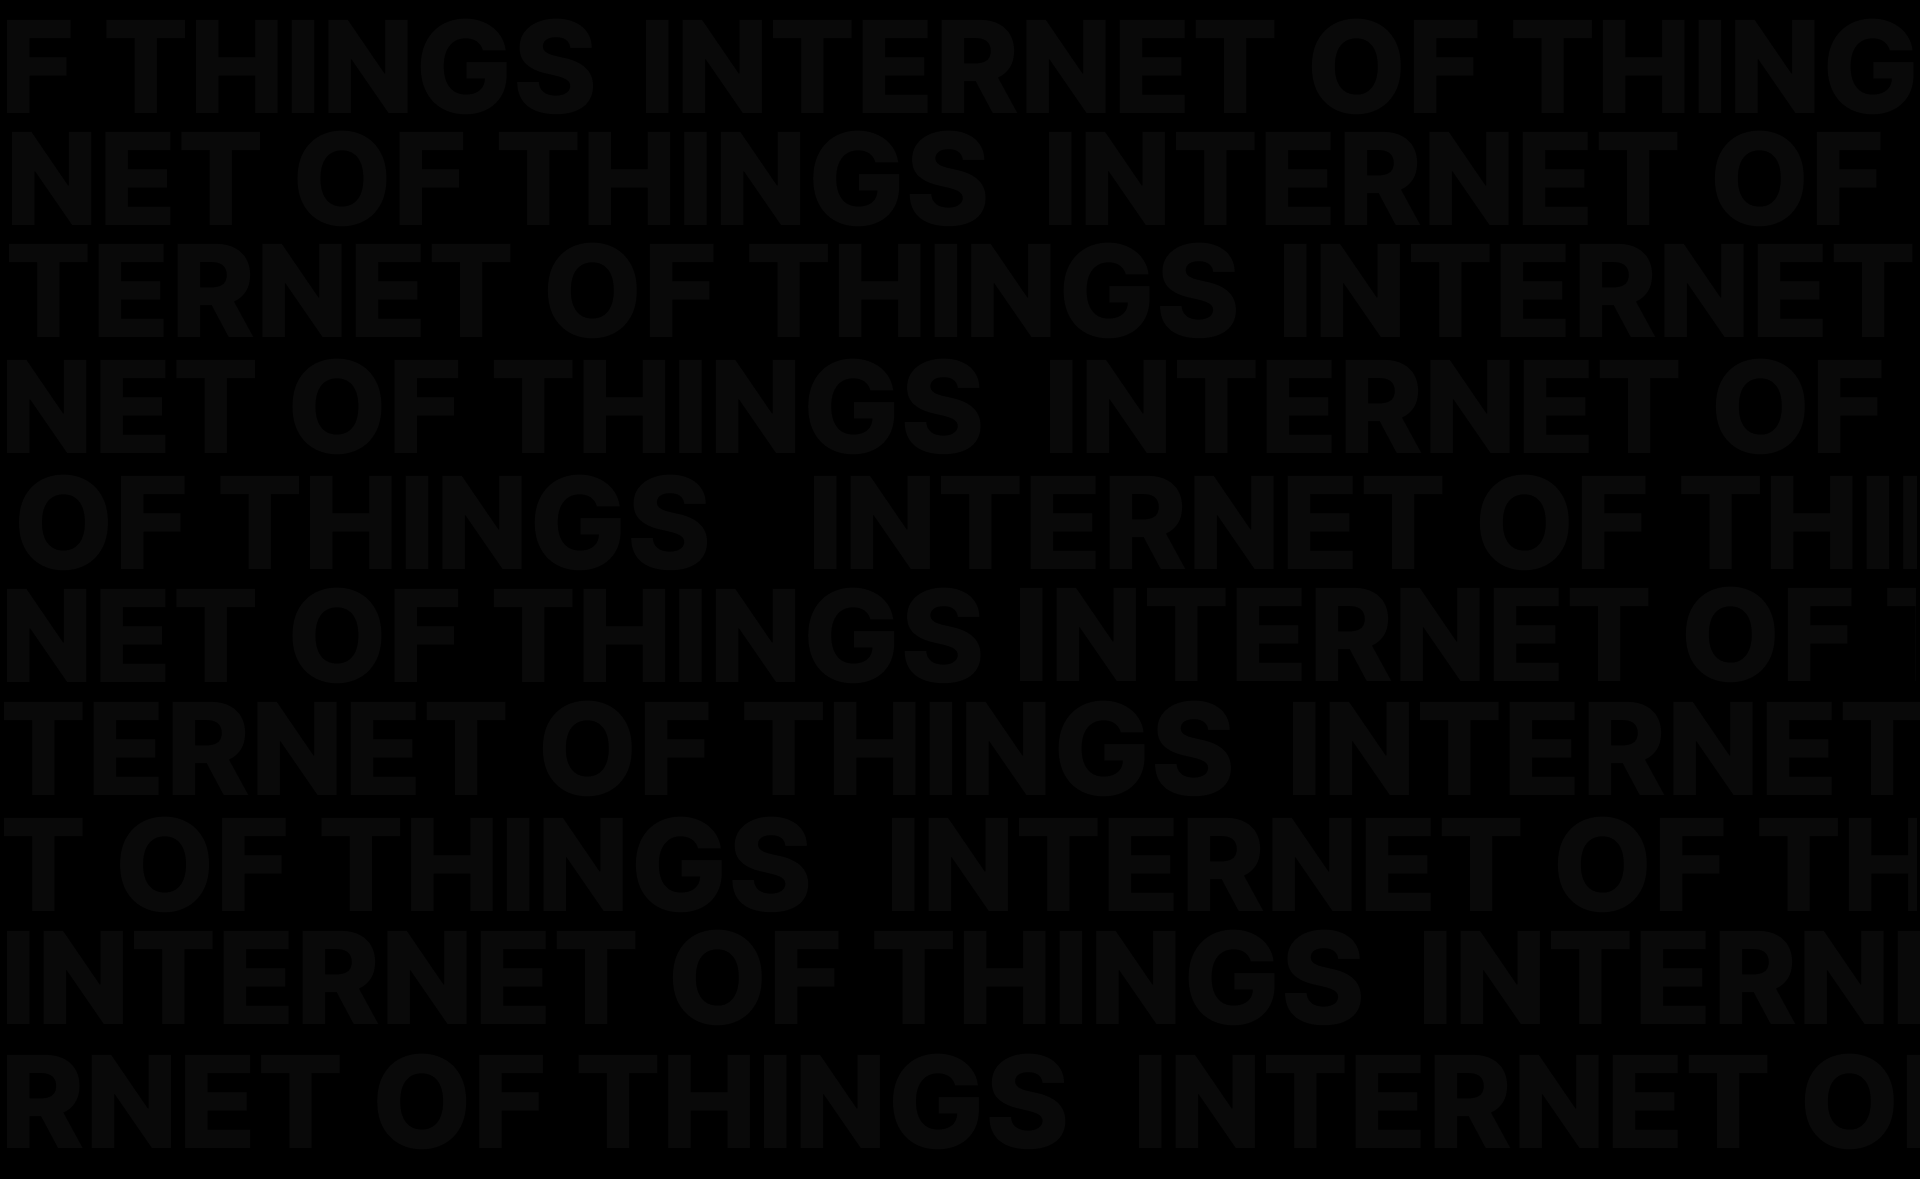 F THINGS INTERNET OF THING
NET OF THINGS INTERNET OF
TERNET OF THINGS INTERNET
NET OF THINGS INTERNET OF
OF THINGS INTERNET OF THI
NET OF THINGS INTERNET OF T
TERNET OF THINGS INTERNET
T OF THINGS INTERNET OF TH
INTERNET OF THINGS INTERNE
RNET OF THINGS INTERNET O